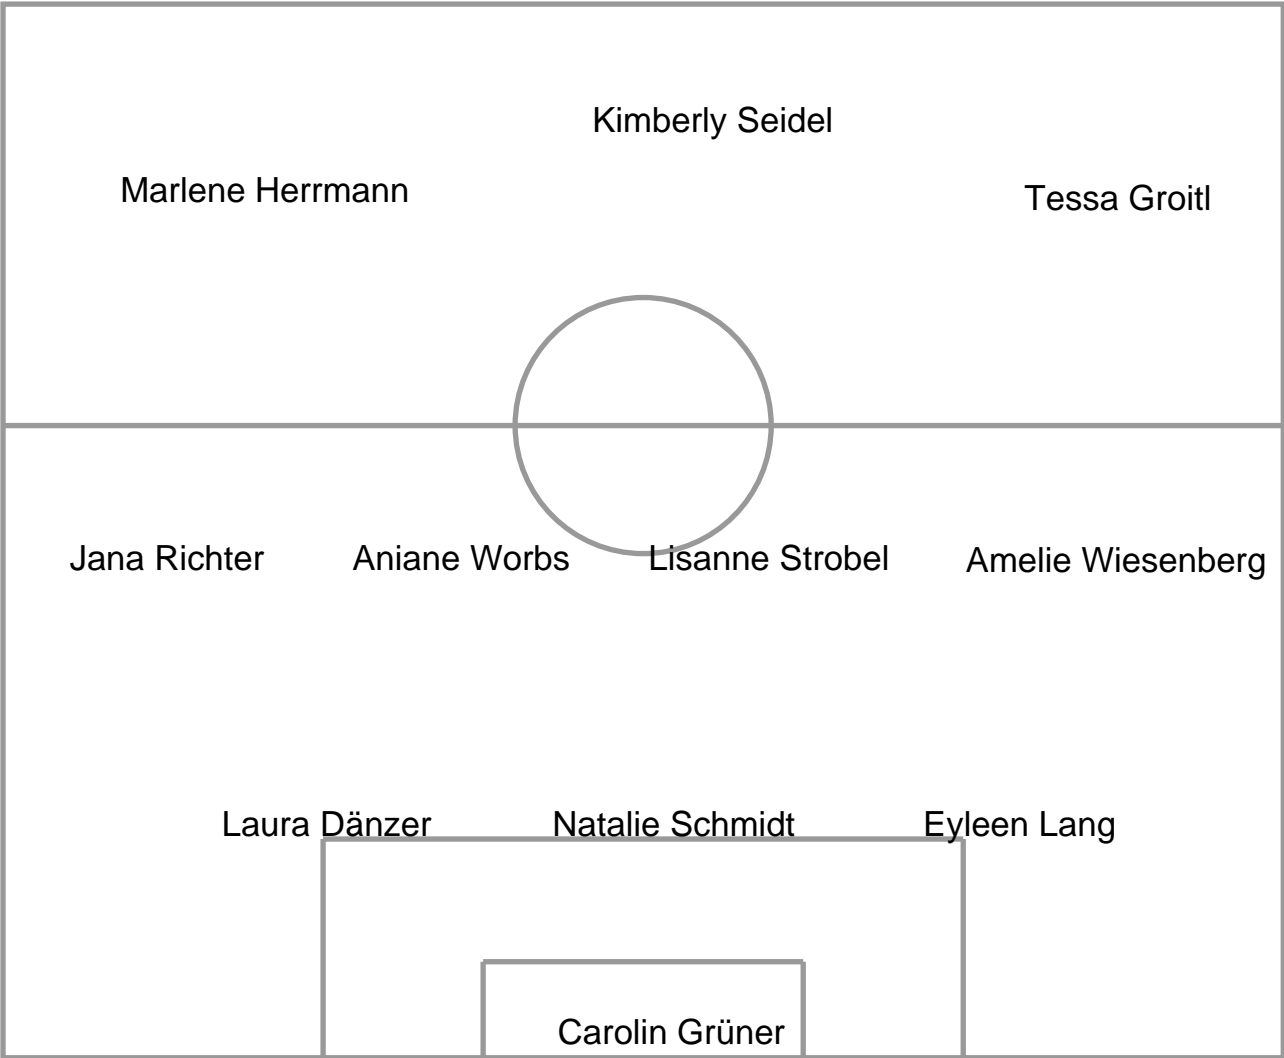 Kimberly Seidel
Marlene Herrmann
Tessa Groitl
Jana Richter
Aniane Worbs
Lisanne Strobel
Amelie Wiesenberg
Laura Dänzer
Natalie Schmidt
Eyleen Lang
Carolin Grüner